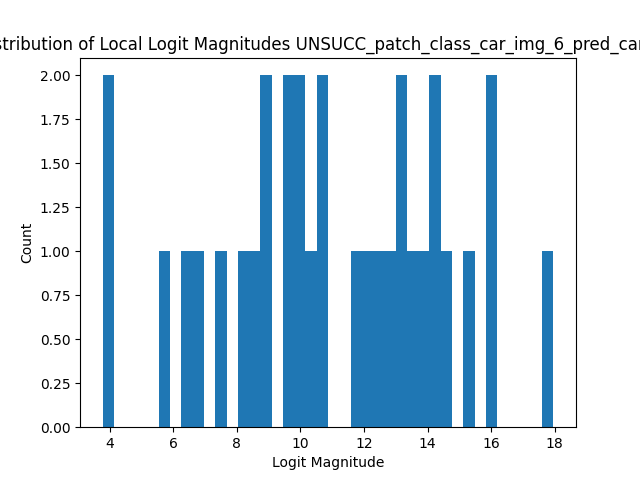 stribution of Local Logit Magnitudes UNSUCC_patch_class_car_img_6_pred_car
2.00
1.75
1.50
1.25
1.00
0.75
0.50
0.25
0.00
Count
4 6 8 10 12 14 16 18
Logit Magnitude